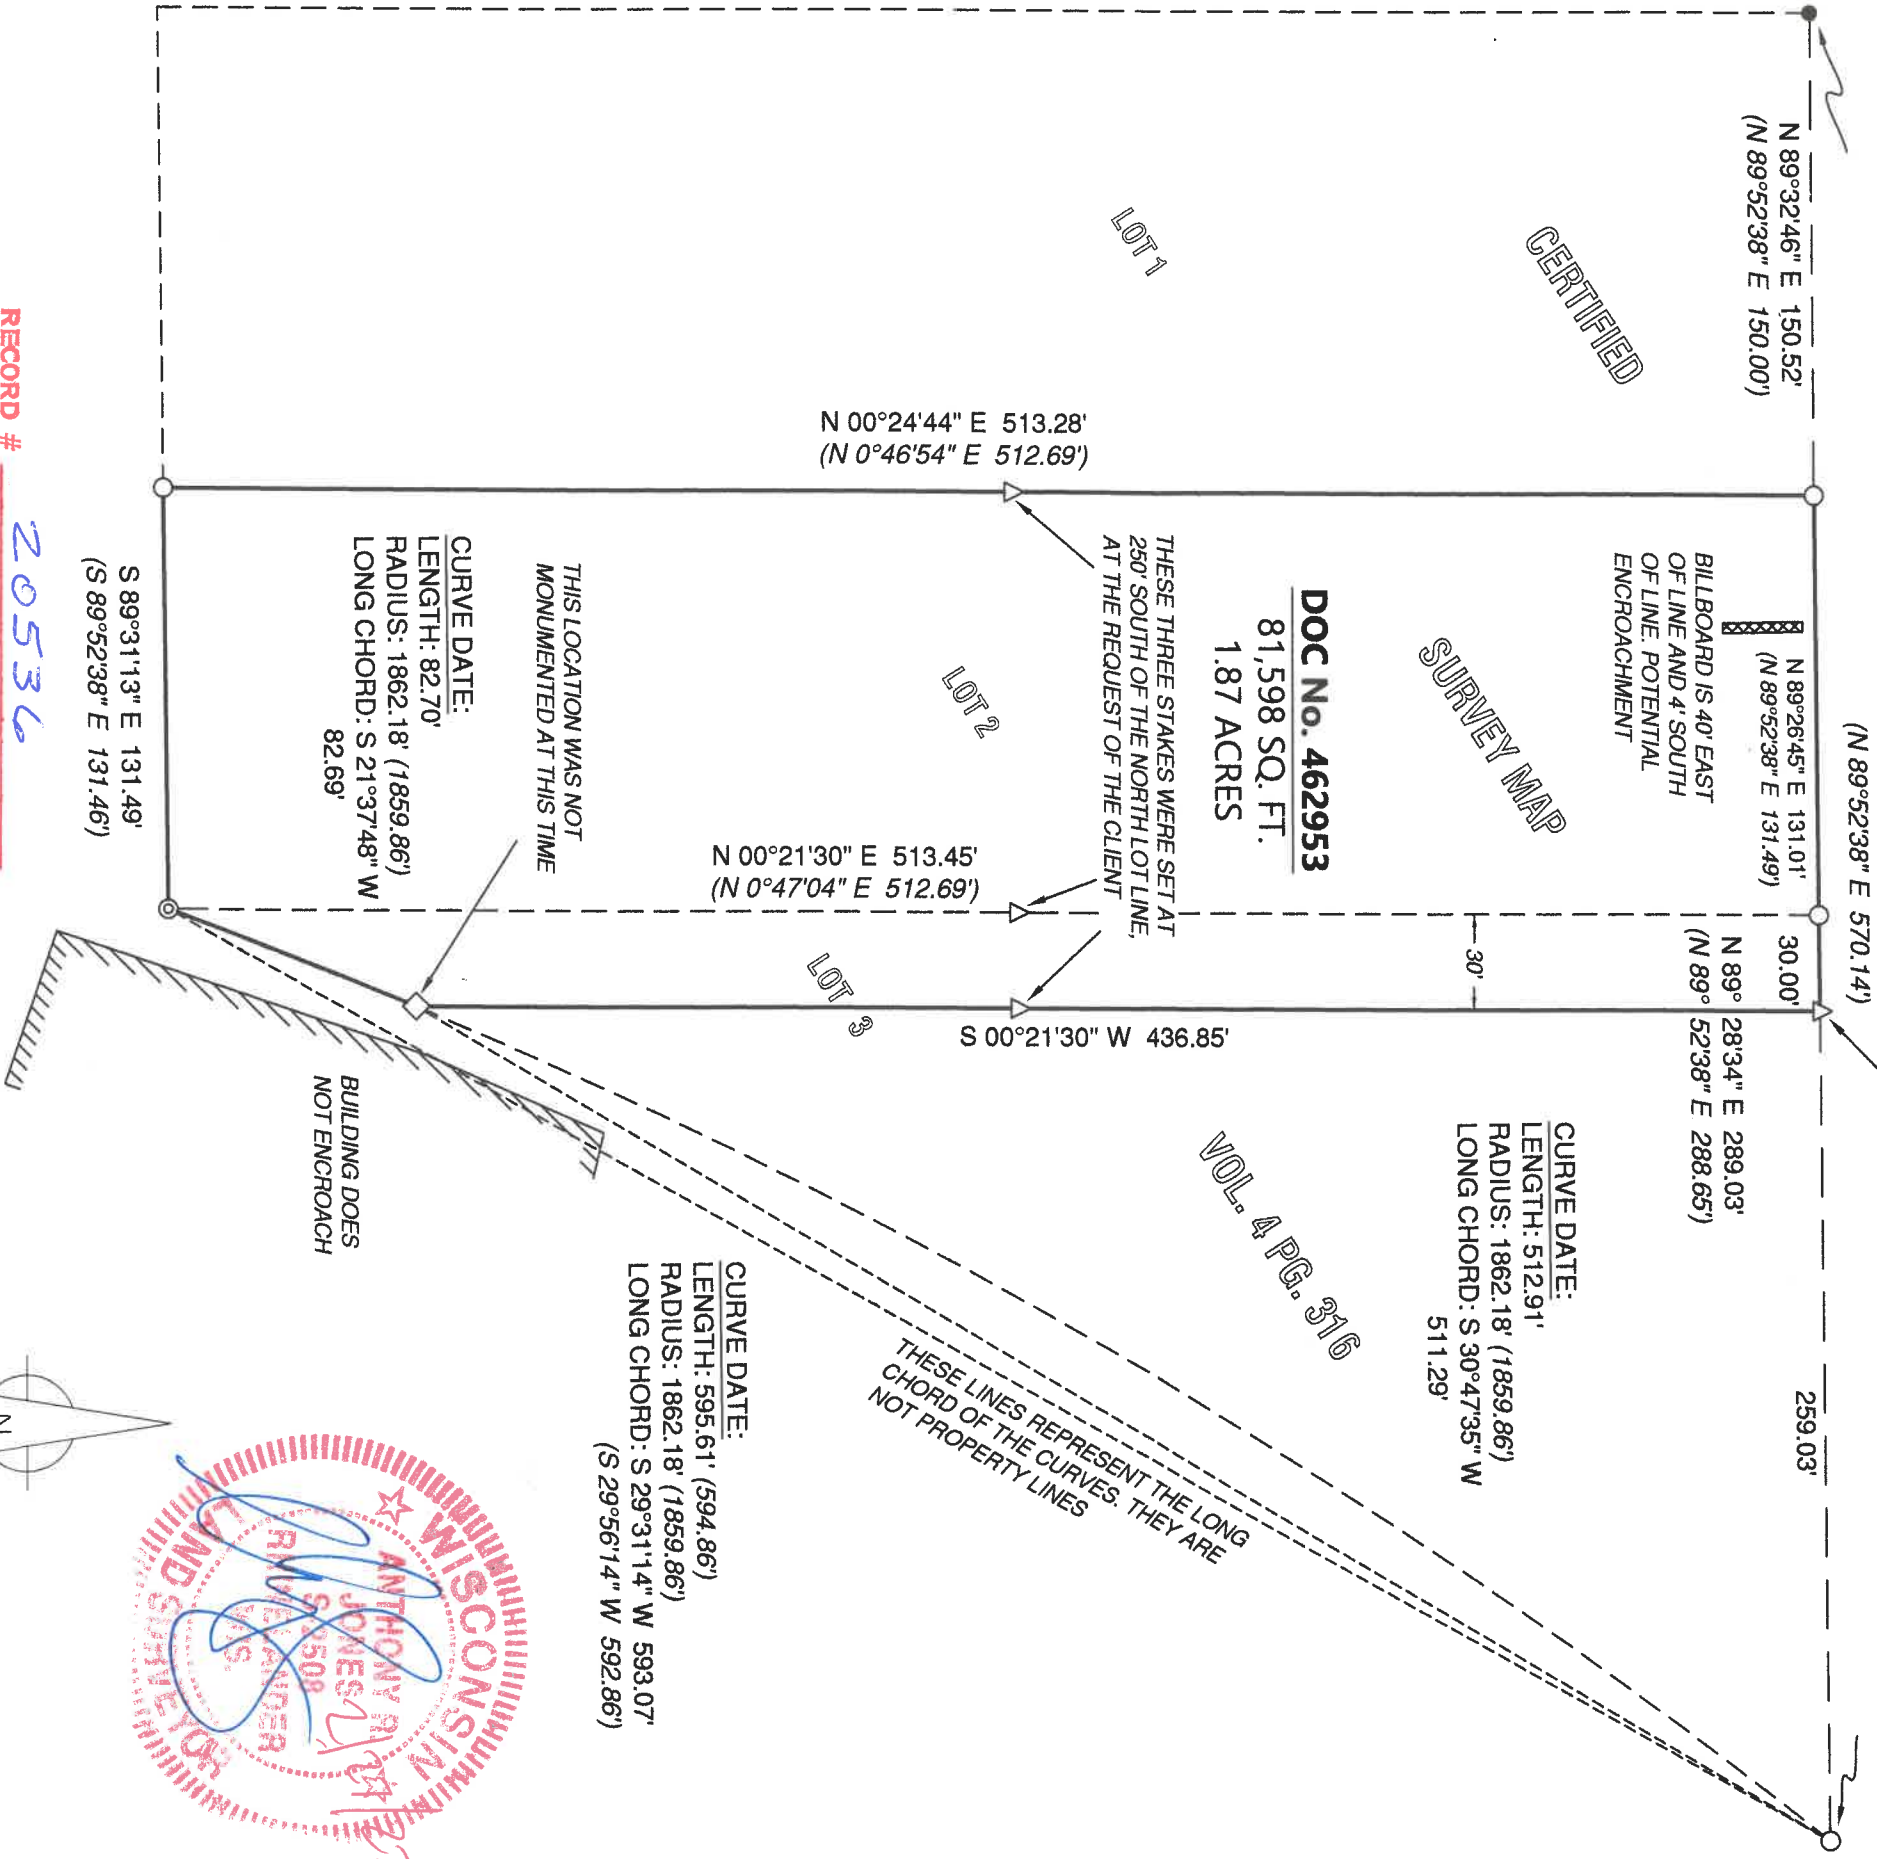 (N 89°52'38" E 570.14')
N 89°32'46" E 150.52'
(N 89°52'38" E 150.00')
N 89°26'45" E 131.01'
(N 89°52'38" E 131.49')
30.00'
N 89° 28'34" E 289.03'
(N 89° 52'38" E 288.65')
259.03'
BILLBOARD IS 40' EAST
OF LINE AND 4' SOUTH
OF LINE. POTENTIAL
ENCROACHMENT
CERTIFIED
SURVEY MAP
VOL. 4 PG. 316
LOT 1
LOT 2
LOT 3
30'
CURVE DATE:
LENGTH: 512.91'
RADIUS: 1862.18' (1859.86')
LONG CHORD: S 30°47'35" W
511.29'
DOC No. 462953
81,598 SQ. FT.
1.87 ACRES
THESE THREE STAKES WERE SET AT
250' SOUTH OF THE NORTH LOT LINE,
AT THE REQUEST OF THE CLIENT
N 00°24'44" E 513.28'
(N 0°46'54" E 512.69')
N 00°21'30" E 513.45'
(N 0°47'04" E 512.69')
S 00°21'30" W 436.85'
THESE LINES REPRESENT THE LONG
CHORD OF THE CURVES. THEY ARE
NOT PROPERTY LINES
THIS LOCATION WAS NOT
MONUMENTED AT THIS TIME
CURVE DATE:
LENGTH: 82.70'
RADIUS: 1862.18' (1859.86')
LONG CHORD: S 21°37'48" W
82.69'
CURVE DATE:
LENGTH: 595.61' (594.86')
RADIUS: 1862.18' (1859.86')
LONG CHORD: S 29°31'14" W 593.07'
(S 29°56'14" W 592.86')
BUILDING DOES
NOT ENCROACH
S 89°31'13" E 131.49'
(S 89°52'38" E 131.46')
WISCONSIN
ANTHONY R.
JONES
S-2508
RHINELANDER
WIS.
LAND SURVEYOR
N
RECORD # 20536